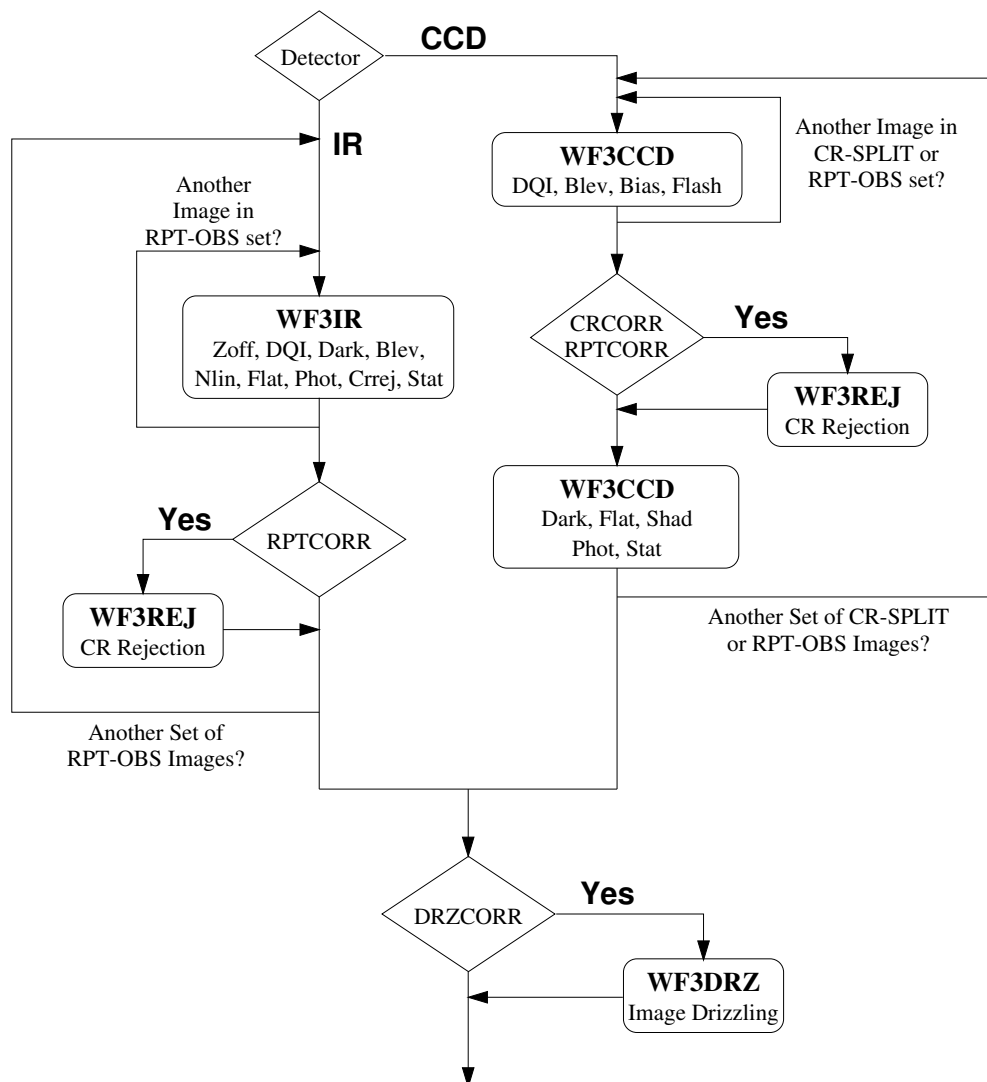 CCD
Detector
IR
Another Image in
CR-SPLIT or
RPT-OBS set?
WF3CCD
DQI, Blev, Bias, Flash
Another
Image in
RPT-OBS set?
WF3IR
Zoff, DQI, Dark, Blev,
Nlin, Flat, Phot, Crrej, Stat
CRCORR
RPTCORR
Yes
WF3REJ
CR Rejection
WF3CCD
Dark, Flat, Shad
Phot, Stat
Yes
RPTCORR
WF3REJ
CR Rejection
Another Set of CR-SPLIT
or RPT-OBS Images?
Another Set of
RPT-OBS Images?
Yes
DRZCORR
WF3DRZ
Image Drizzling